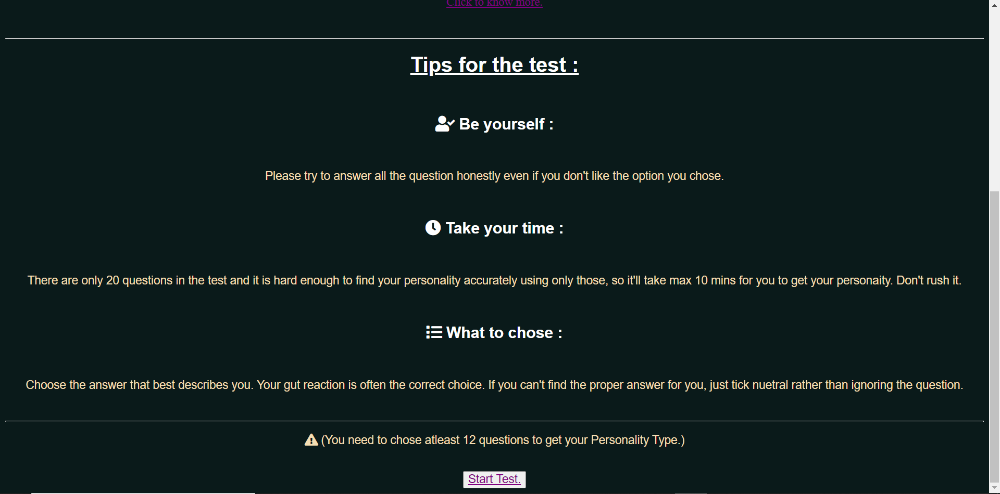 Click to know more.
Tips for the test :
Be yourself :
Please try to answer all the question honestly even if you don't like the option you chose.
Take your time :
There are only 20 questions in the test and it is hard enough to find your personality accurately using only those, so it'll take max 10 mins for you to get your personaity. Don't rush it.
What to chose :
Choose the answer that best describes you. Your gut reaction is often the correct choice. If you can't find the proper answer for you, just tick nuetral rather than ignoring the question.
(You need to chose atleast 12 questions to get your Personality Type.)
Start Test.